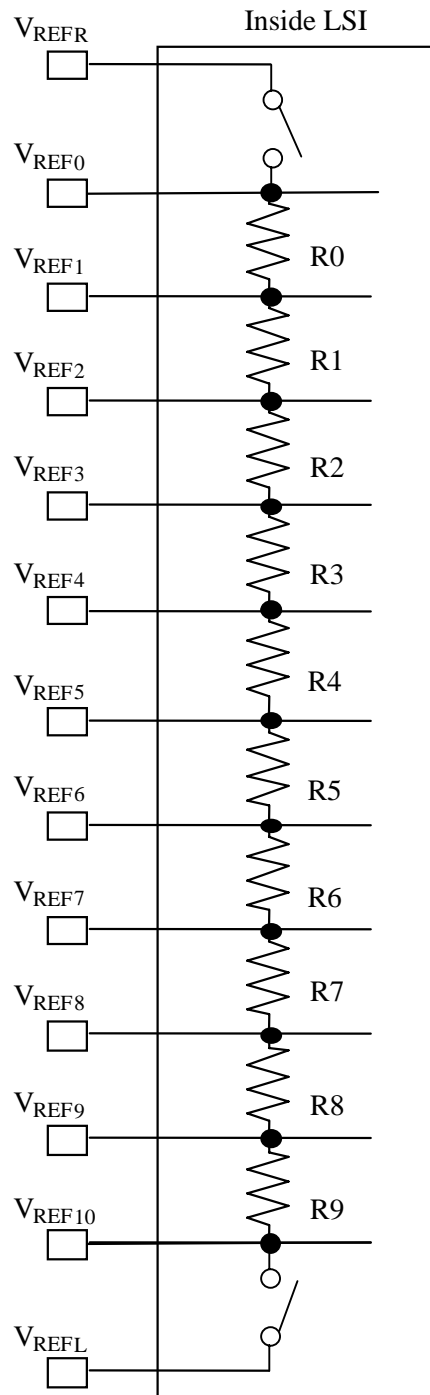 Inside LSI
VREFR
VREF0
R0
VREF1
R1
VREF2
R2
VREF3
R3
VREF4
R4
VREF5
R5
VREF6
R6
VREF7
R7
VREF8
R8
VREF9
R9
VREF10
VREFL